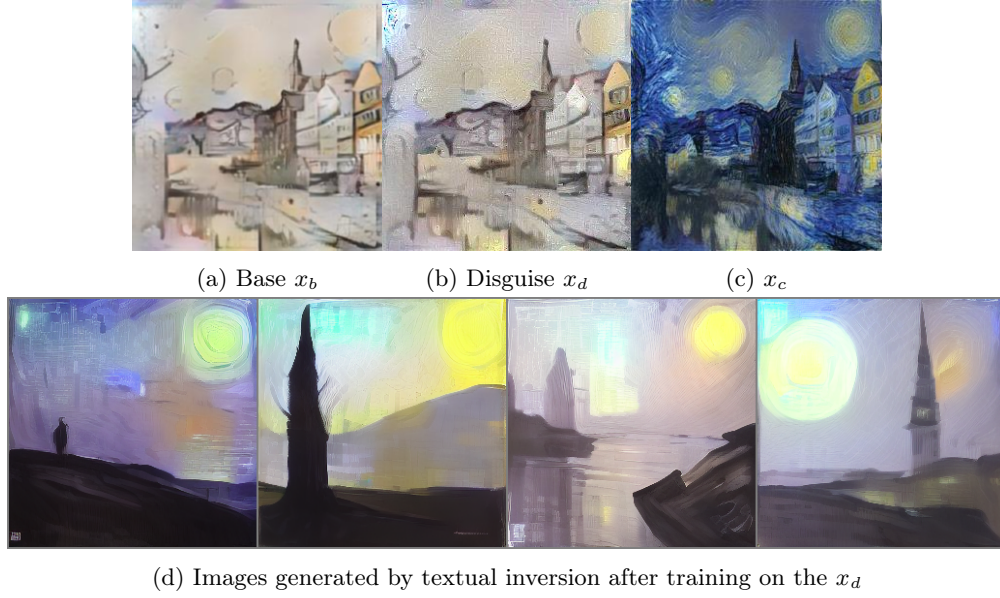 (a) Base x_b (b) Disguise x_d (c) x_c
(d) Images generated by textual inversion after training on the x_d